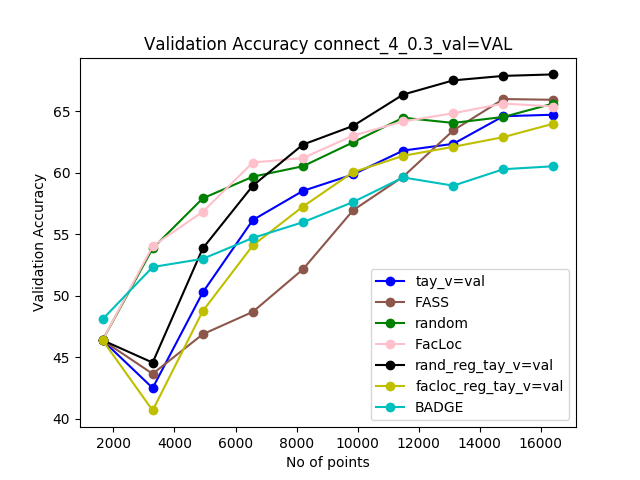 Validation Accuracy connect_4_0.3_val=VAL
Validation Accuracy
65
60
55
50
45
40
2000 4000 6000 8000 10000 12000 14000 16000
No of points
tay_v=val
FASS
random
FacLoc
rand_reg_tay_v=val
facloc_reg_tay_v=val
BADGE